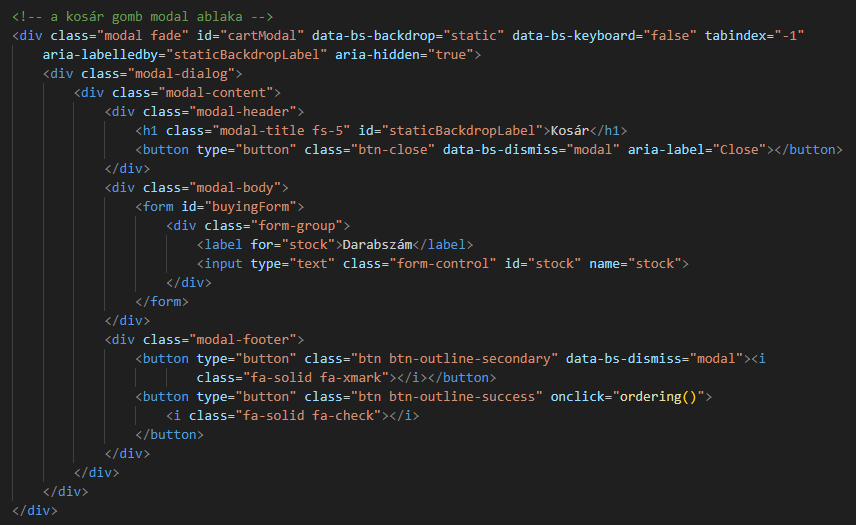 <!-- a kosár gomb modal ablaka -->
<div class="modal fade" id="cartModal" data-bs-backdrop="static" data-bs-keyboard="false" tabindex="-1"
    aria-labelledby="staticBackdropLabel" aria-hidden="true">
    <div class="modal-dialog">
        <div class="modal-content">
            <div class="modal-header">
                <h1 class="modal-title fs-5" id="staticBackdropLabel">Kosár</h1>
                <button type="button" class="btn-close" data-bs-dismiss="modal" aria-label="Close"></button>
            </div>
            <div class="modal-body">
                <form id="buyingForm">
                    <div class="form-group">
                        <label for="stock">Darabszám</label>
                        <input type="text" class="form-control" id="stock" name="stock">
                    </div>
                </form>
            </div>
            <div class="modal-footer">
                <button type="button" class="btn btn-outline-secondary" data-bs-dismiss="modal"><i
                        class="fa-solid fa-xmark"></i></button>
                <button type="button" class="btn btn-outline-success" onclick="ordering()">
                    <i class="fa-solid fa-check"></i>
                </button>
            </div>
        </div>
    </div>
</div>